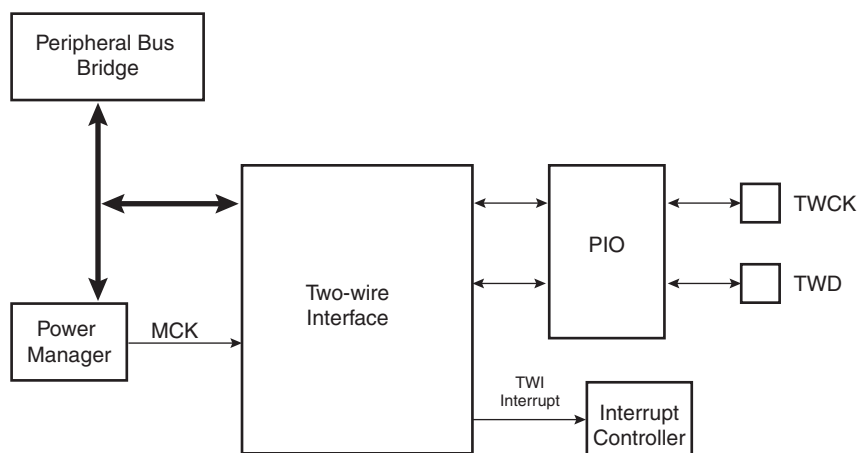 Peripheral Bus
Bridge
TWCK
PIO
TWD
Two-wire
Interface
Power
Manager
MCK
TWI
Interrupt
Interrupt
Controller